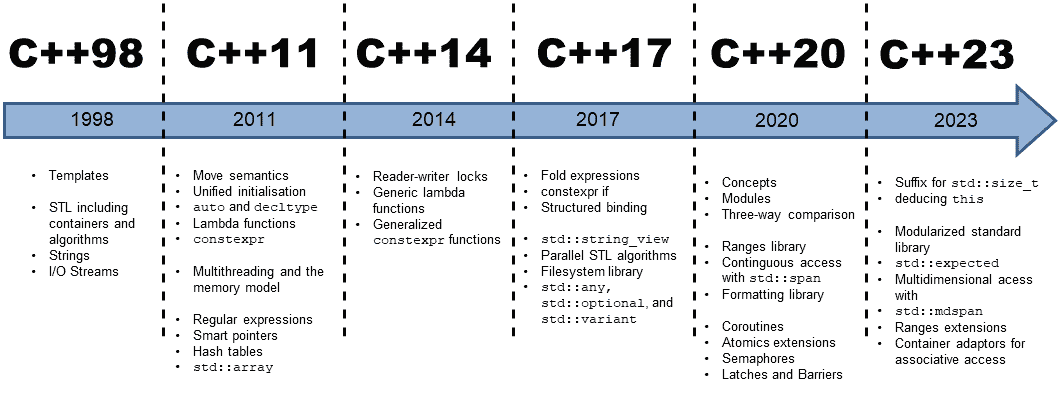 C++98
C++11
C++14
C++17
C++20
C++23
1998
2011
2014
2017
2020
2023
• Templates
• STL including
containers and
algorithms
• Strings
• I/O Streams
• Move semantics
• Unified initialisation
• auto and decltype
• Lambda functions
• constexpr
• Multithreading and the
memory model
• Regular expressions
• Smart pointers
• Hash tables
• std::array
• Reader-writer locks
• Generic lambda
functions
• Generalized
constexpr functions
• Fold expressions
• constexpr if
• Structured binding
• std::string_view
• Parallel STL algorithms
• Filesystem library
• std::any,
std::optional, and
std::variant
• Concepts
• Modules
• Three-way comparison
• Ranges library
• Continguous access
with std::span
• Formatting library
• Coroutines
• Atomics extensions
• Semaphores
• Latches and Barriers
• Suffix for std::size_t
• deducing this
• Modularized standard
library
• std::expected
• Multidimensional acess
with
• std::mdspan
• Ranges extensions
• Container adaptors for
associative access